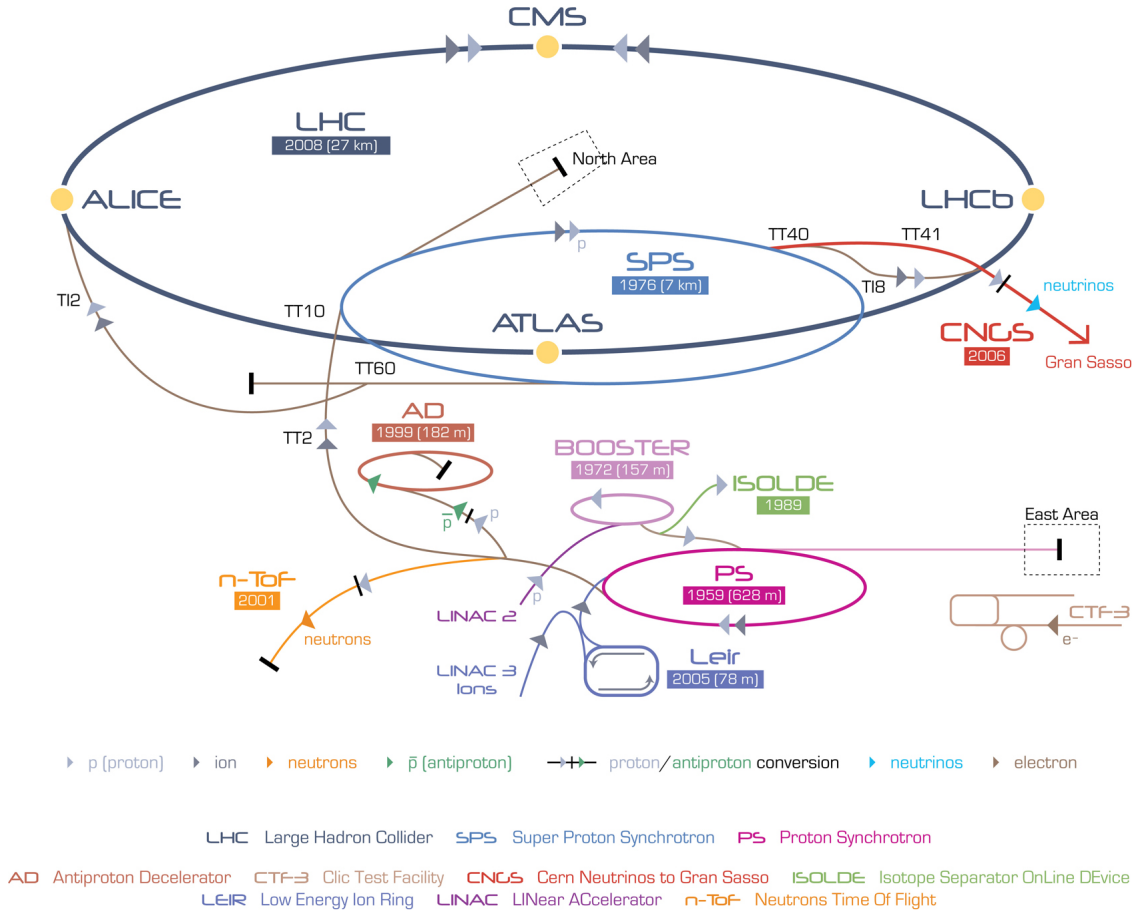 CMS
LHC
2008 (27 km)
North Area
ALICE
LHCb
TT40
TT41
p
SPS
1976 (7 km)
TI8
neutrinos
TI2
TT10
ATLAS
CNGS
2006
Gran Sasso
TT60
AD
1999 (182 m)
TT2
BOOSTER
1972 (157 m)
ISOLDE
1989
p̄
p
East Area
n-ToF
2001
PS
1959 (628 m)
p
LINAC 2
neutrons
CTF-3
e-
LINAC 3
Ions
Leir
2005 (78 m)
p (proton) ion neutrons p̄ (antiproton) proton/antiproton conversion neutrinos electron
LHC Large Hadron Collider SPS Super Proton Synchrotron PS Proton Synchrotron
AD Antiproton Decelerator CTF-3 Clic Test Facility CNGS Cern Neutrinos to Gran Sasso ISOLDE Isotope Separator OnLine DEvice
LEIR Low Energy Ion Ring LINAC LINear ACcelerator n-ToF Neutrons Time Of Flight